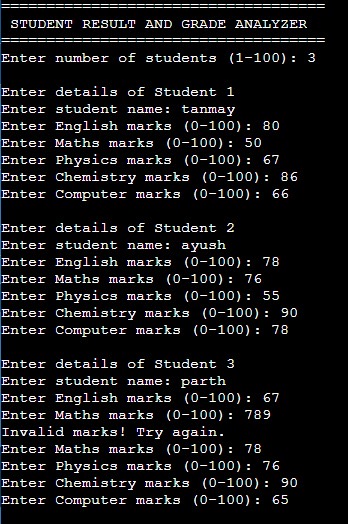 ====================================
STUDENT RESULT AND GRADE ANALYZER
====================================
Enter number of students (1-100): 3

Enter details of Student 1
Enter student name: tanmay
Enter English marks (0-100): 80
Enter Maths marks (0-100): 50
Enter Physics marks (0-100): 67
Enter Chemistry marks (0-100): 86
Enter Computer marks (0-100): 66

Enter details of Student 2
Enter student name: ayush
Enter English marks (0-100): 78
Enter Maths marks (0-100): 76
Enter Physics marks (0-100): 55
Enter Chemistry marks (0-100): 90
Enter Computer marks (0-100): 78

Enter details of Student 3
Enter student name: parth
Enter English marks (0-100): 67
Enter Maths marks (0-100): 789
Invalid marks! Try again.
Enter Maths marks (0-100): 78
Enter Physics marks (0-100): 76
Enter Chemistry marks (0-100): 90
Enter Computer marks (0-100): 65